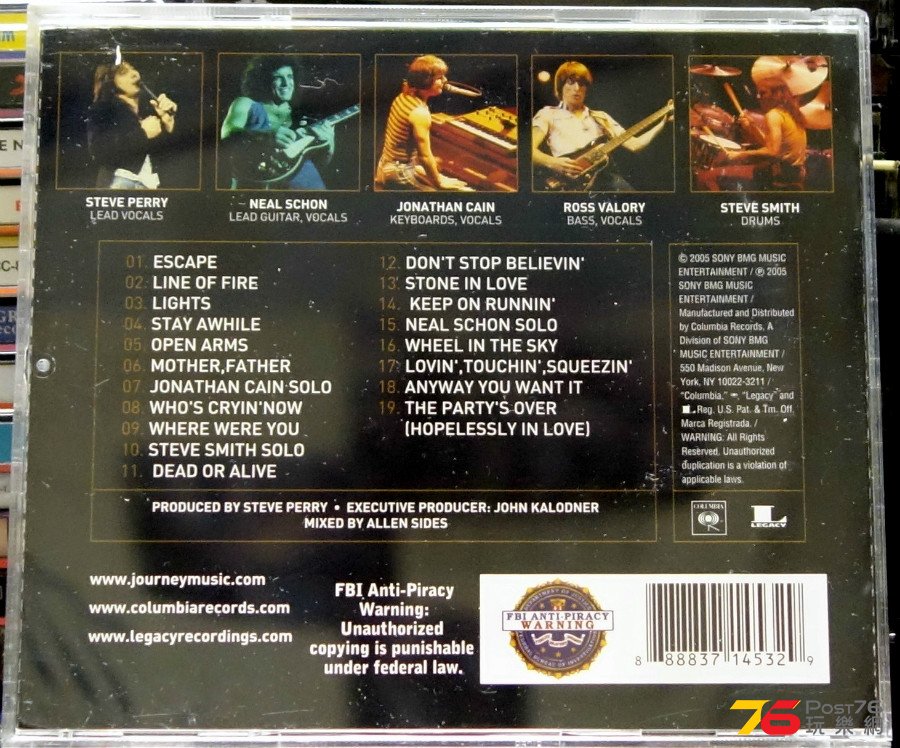 STEVE PERRY
LEAD VOCALS
NEAL SCHON
LEAD GUITAR, VOCALS
JONATHAN CAIN
KEYBOARDS, VOCALS
ROSS VALORY
BASS, VOCALS
STEVE SMITH
DRUMS
01. ESCAPE
02. LINE OF FIRE
03. LIGHTS
04. STAY AWHILE
05. OPEN ARMS
06. MOTHER,FATHER
07. JONATHAN CAIN SOLO
08. WHO'S CRYIN'NOW
09. WHERE WERE YOU
10. STEVE SMITH SOLO
11. DEAD OR ALIVE
12. DON'T STOP BELIEVIN'
13. STONE IN LOVE
14. KEEP ON RUNNIN'
15. NEAL SCHON SOLO
16. WHEEL IN THE SKY
17. LOVIN',TOUCHIN',SQUEEZIN'
18. ANYWAY YOU WANT IT
19. THE PARTY'S OVER
(HOPELESSLY IN LOVE)
© 2005 SONY BMG MUSIC
ENTERTAINMENT / ℗ 2005
SONY BMG MUSIC
ENTERTAINMENT /
Manufactured and Distributed
by Columbia Records. A
Division of SONY BMG
MUSIC ENTERTAINMENT /
550 Madison Avenue, New
York, NY 10022-3211 /
"Columbia," "Legacy" and
L Reg. U.S. Pat. & Tm. Off.
Marca Registrada. /
WARNING: All Rights
Reserved. Unauthorized
duplication is a violation of
applicable laws.
PRODUCED BY STEVE PERRY • EXECUTIVE PRODUCER: JOHN KALODNER
MIXED BY ALLEN SIDES
COLUMBIA
L
LEGACY
www.journeymusic.com
www.columbiarecords.com
www.legacyrecordings.com
FBI Anti-Piracy
Warning:
Unauthorized
copying is punishable
under federal law.
FBI ANTI-PIRACY
WARNING
8 88837 14532 9
76 Post76
玩樂網